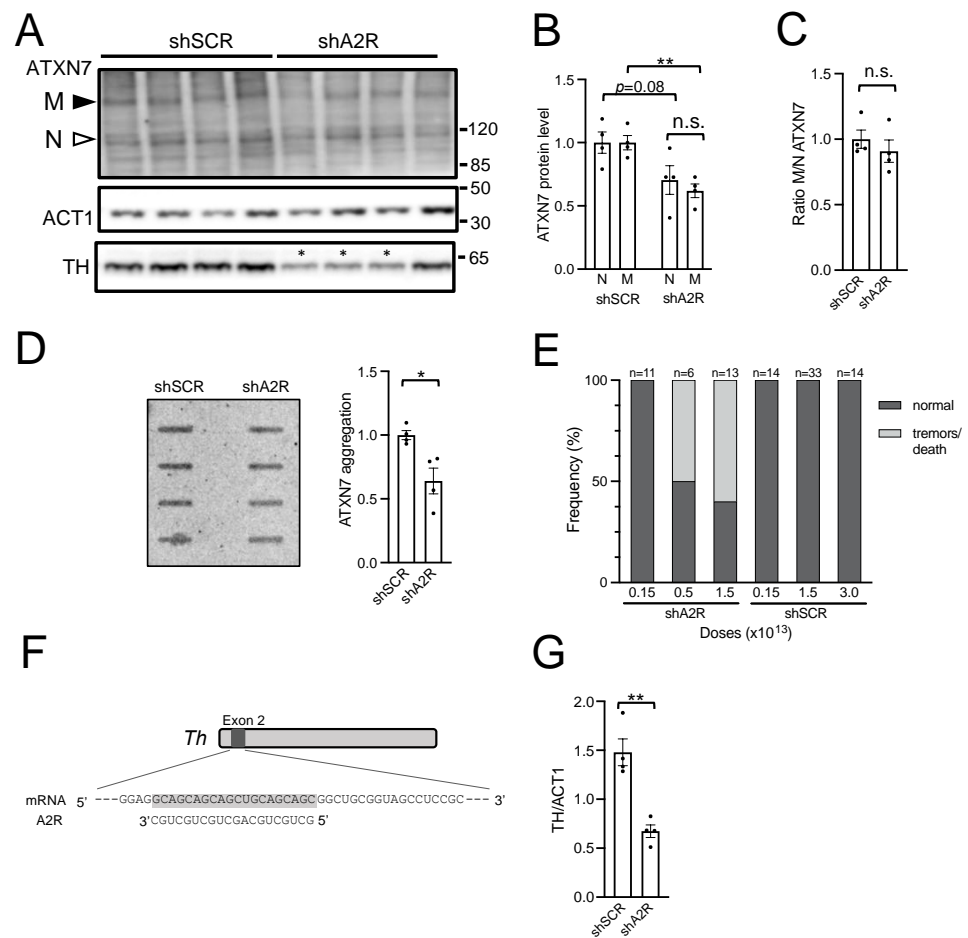 A
shSCR shA2R
ATXN7
M
N
120
85
50
ACT1
30
65
TH
* * *
B
ATXN7 protein level
1.5
1.0
0.5
0.0
**
p=0.08
n.s.
N M N M
shSCR shA2R
C
Ratio M/N ATXN7
1.5
1.0
0.5
0.0
n.s.
shSCR shA2R
D
shSCR shA2R
ATXN7 aggregation
1.5
1.0
0.5
0.0
*
shSCR shA2R
E
n=11 n=6 n=13 n=14 n=33 n=14
Frequency (%)
100
50
0
normal
tremors/
death
0.15 0.5 1.5 0.15 1.5 3.0
shA2R shSCR
Doses (x10¹³)
F
Exon 2
Th
mRNA 5' ---GGAGGCAGCAGCAGCUGCAGCAGCGGCUGCGGUAGCCUCCGC--- 3'
A2R 3'CGUCGUCGUCGACGUCGUCG 5'
G
TH/ACT1
2.0
1.5
1.0
0.5
0.0
**
shSCR shA2R